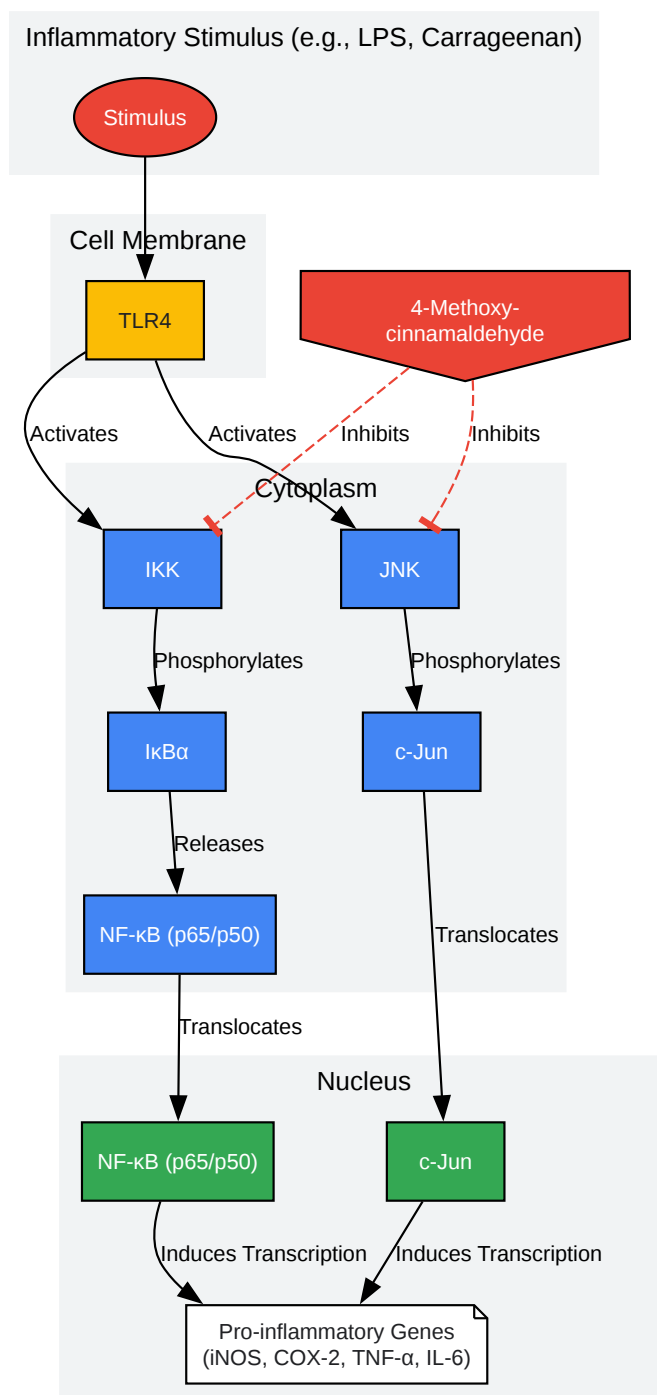 Inflammatory Stimulus (e.g., LPS, Carrageenan)
Stimulus
Cell Membrane
TLR4
4-Methoxy-
cinnamaldehyde
Activates
Activates
Inhibits
Inhibits
Cytoplasm
IKK
JNK
Phosphorylates
Phosphorylates
IκBα
c-Jun
Releases
NF-κB (p65/p50)
Translocates
Translocates
Nucleus
NF-κB (p65/p50)
c-Jun
Induces Transcription
Induces Transcription
Pro-inflammatory Genes
(iNOS, COX-2, TNF-α, IL-6)